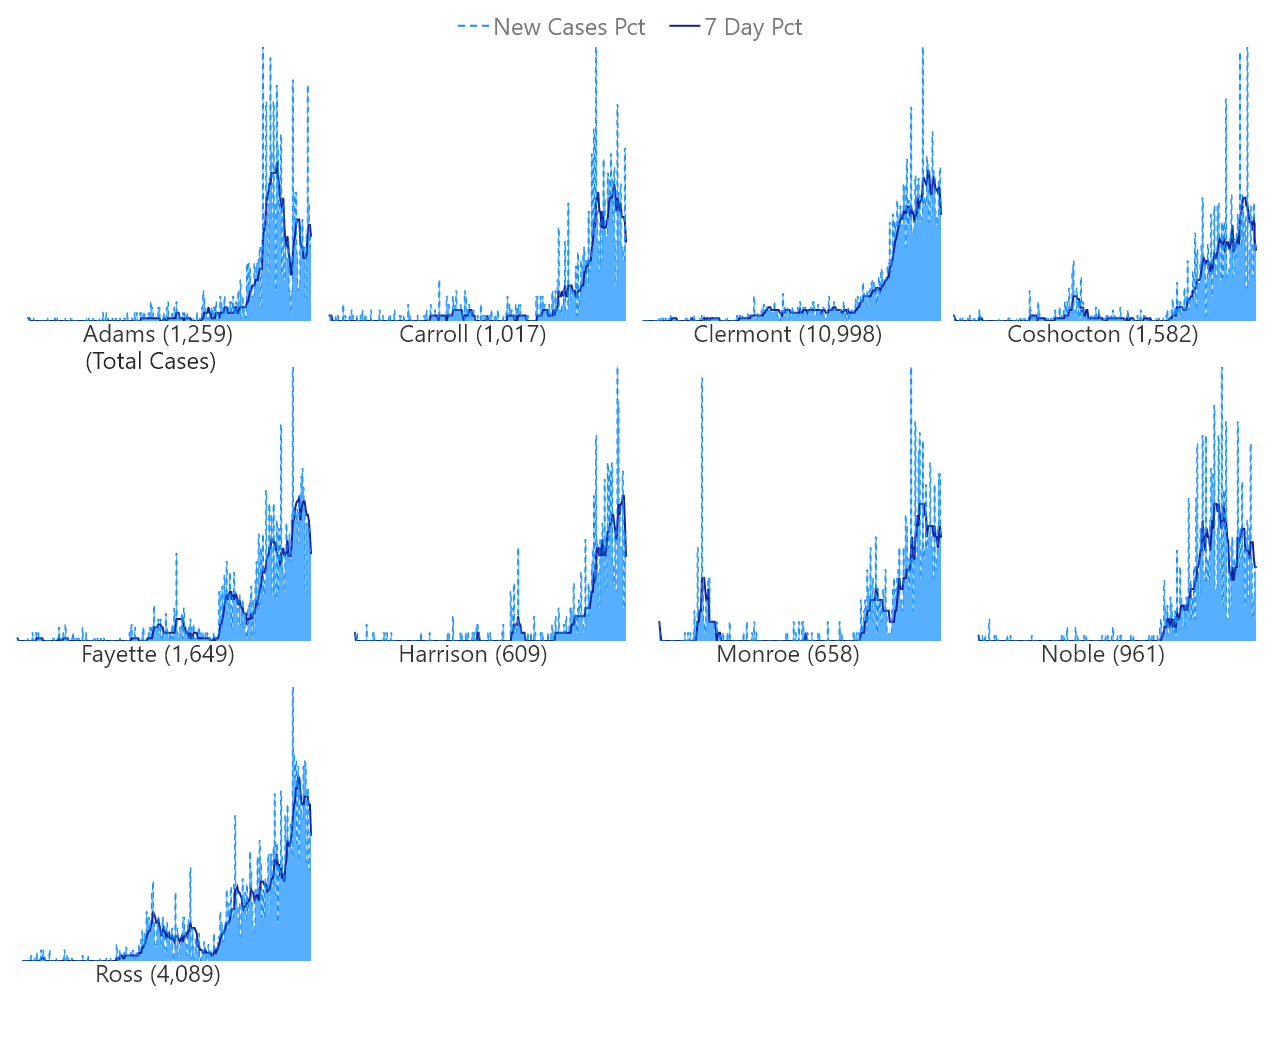 New Cases Pct 7 Day Pct
Adams (1,259) Carroll (1,017) Clermont (10,998) Coshocton (1,582)
(Total Cases)
Fayette (1,649) Harrison (609) Monroe (658) Noble (961)
Ross (4,089)